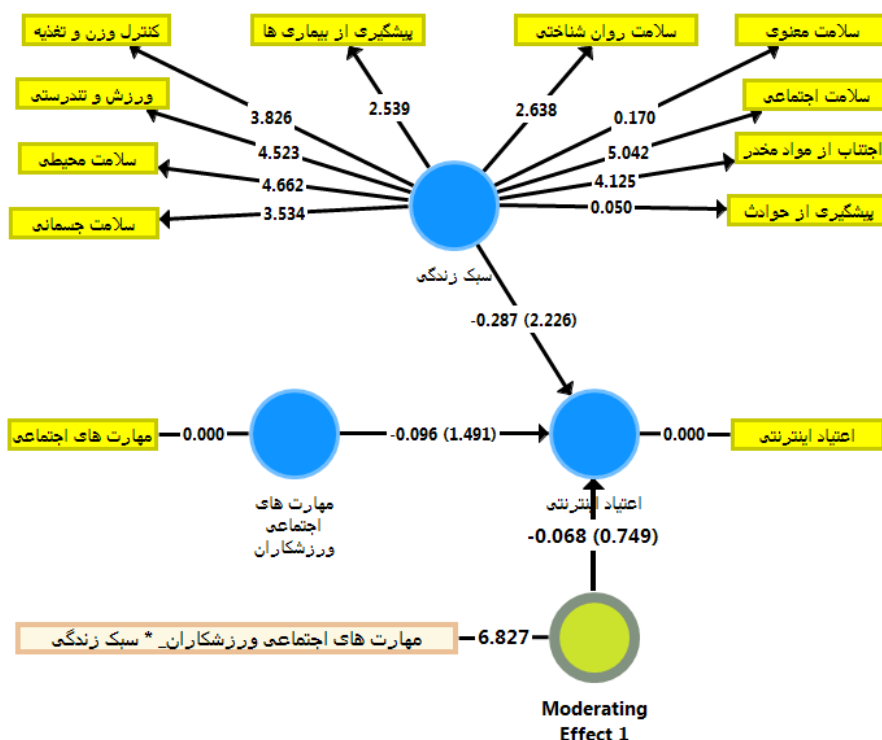 کنترل وزن و تغذیه
پیشگیری از بیماری ها
سلامت روان شناختی
سلامت معنوی
ورزش و تندرستی
3.826
2.539
2.638
0.170
سلامت اجتماعی
4.523
5.042
سلامت محیطی
4.662
4.125
اجتناب از مواد مخدر
سلامت جسمانی
3.534
0.050
پیشگیری از حوادث
سبک زندگی
-0.287 (2.226)
مهارت های اجتماعی
0.000
-0.096 (1.491)
0.000
اعتیاد اینترنتی
مهارت های
اجتماعی
ورزشکاران
اعتیاد اینترنتی
-0.068 (0.749)
مهارت های اجتماعی ورزشکاران_ * سبک زندگی
6.827
Moderating
Effect 1